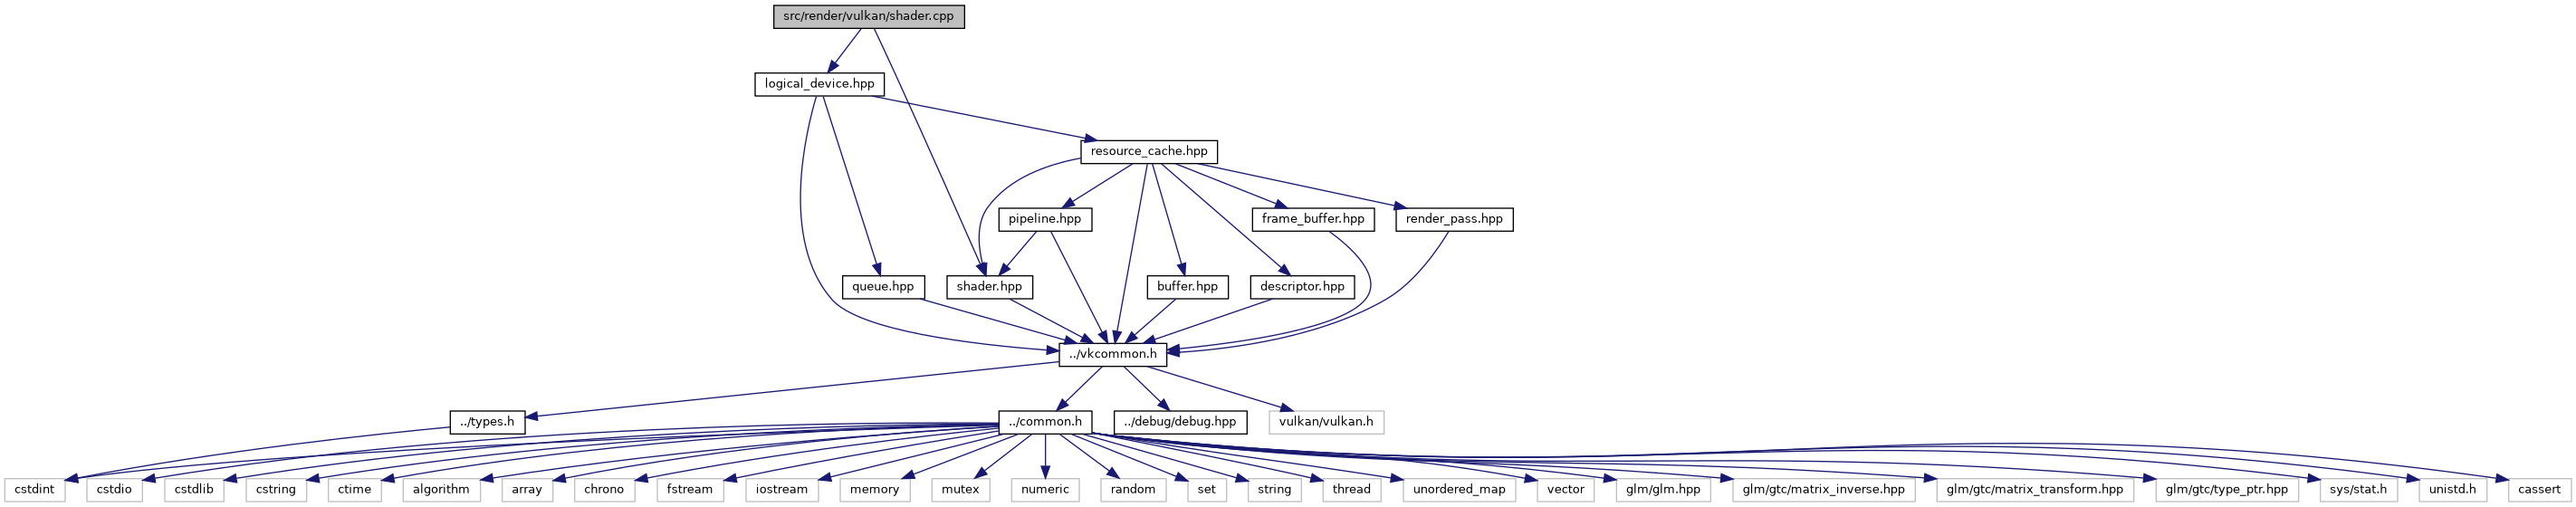 src/render/vulkan/shader.cpp
logical_device.hpp
resource_cache.hpp
pipeline.hpp
frame_buffer.hpp
render_pass.hpp
queue.hpp
shader.hpp
buffer.hpp
descriptor.hpp
../vkcommon.h
../types.h
../common.h
../debug/debug.hpp
vulkan/vulkan.h
cstdint
cstdio
cstdlib
cstring
ctime
algorithm
array
chrono
fstream
iostream
memory
mutex
numeric
random
set
string
thread
unordered_map
vector
glm/glm.hpp
glm/gtc/matrix_inverse.hpp
glm/gtc/matrix_transform.hpp
glm/gtc/type_ptr.hpp
sys/stat.h
unistd.h
cassert